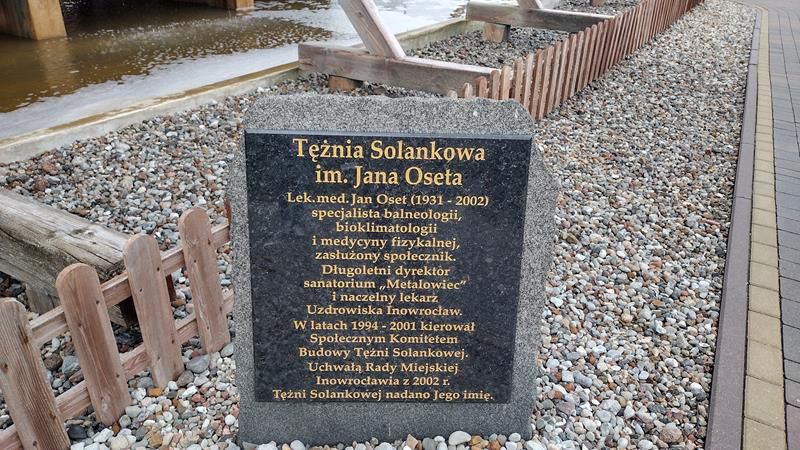 Tężnia Solankowa
im. Jana Oseta
Lek.med. Jan Oset (1931 - 2002)
specjalista balneologii,
bioklimatologii
i medycyny fizykalnej,
zasłużony społecznik.
Długoletni dyrektor
sanatorium „Metalowiec”
i naczelny lekarz
Uzdrowiska Inowrocław.
W latach 1994 - 2001 kierował
Społecznym Komitetem
Budowy Tężni Solankowej.
Uchwałą Rady Miejskiej
Inowrocławia z 2002 r.
Tężni Solankowej nadano Jego imię.